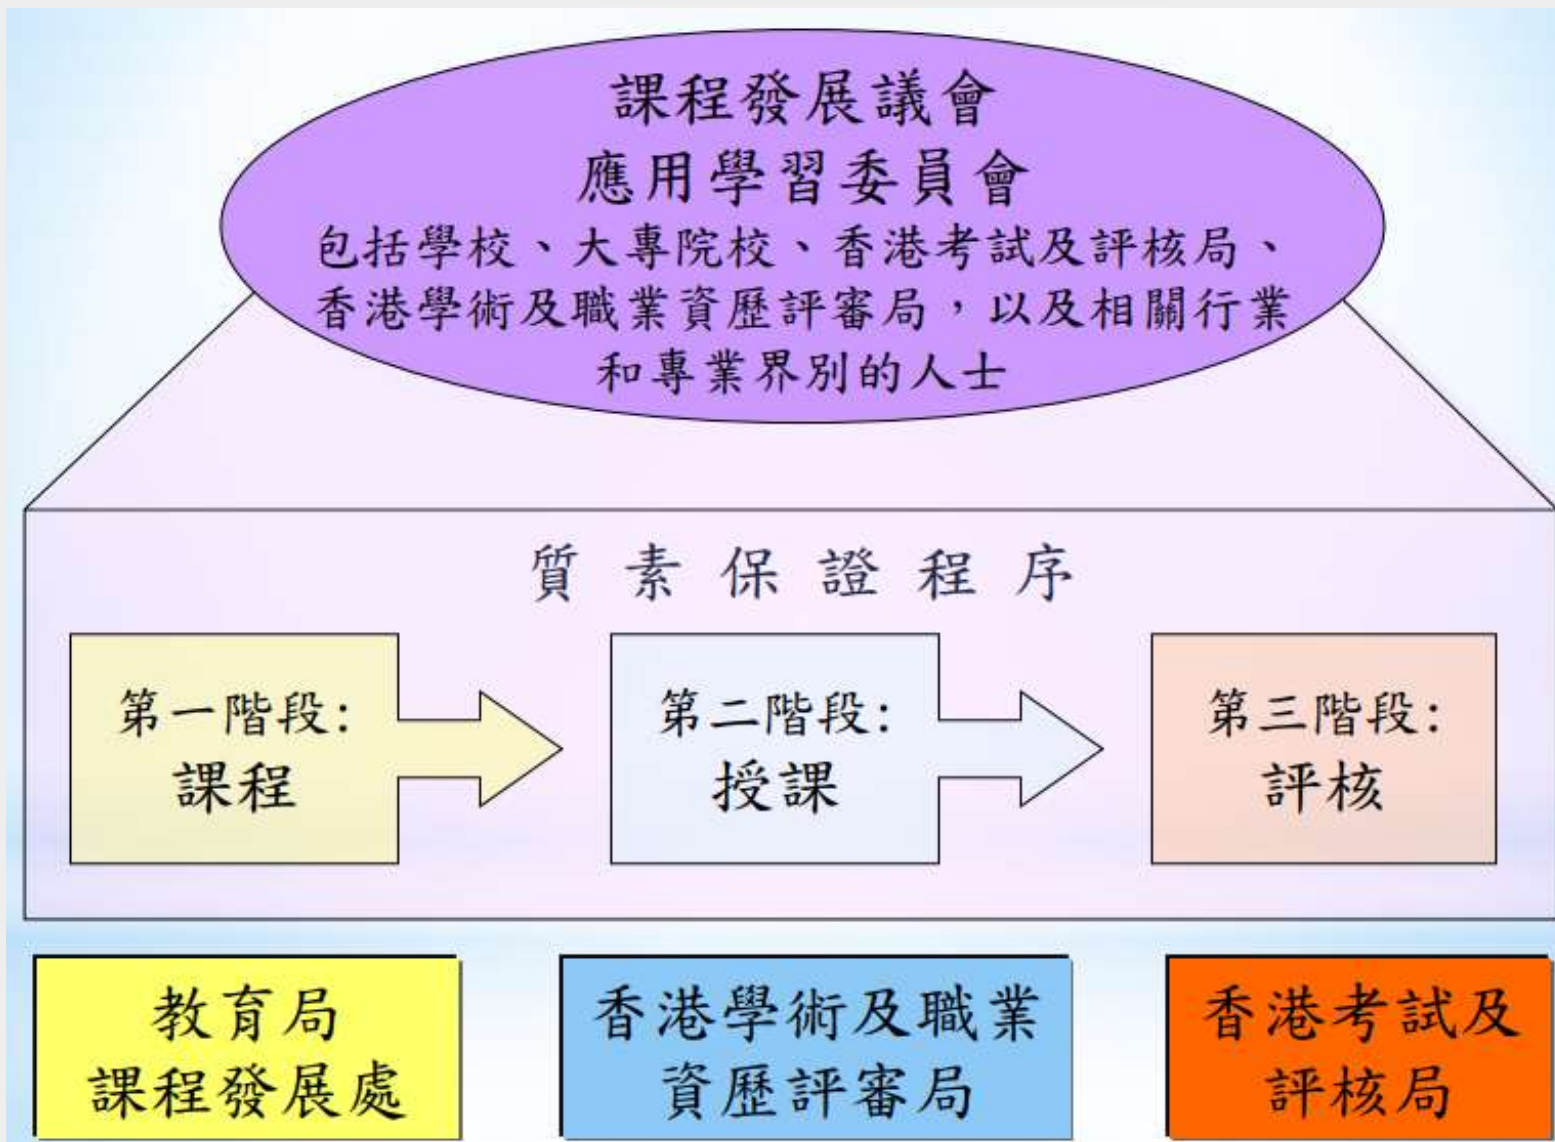 課程發展議會
應用學習委員會
包括學校、大專院校、香港考試及評核局、
香港學術及職業資歷評審局，以及相關行業
和專業界別的人士
質素保證程序
第一階段:
課程
第二階段:
授課
第三階段:
評核
教育局
課程發展處
香港學術及職業
資歷評審局
香港考試及
評核局